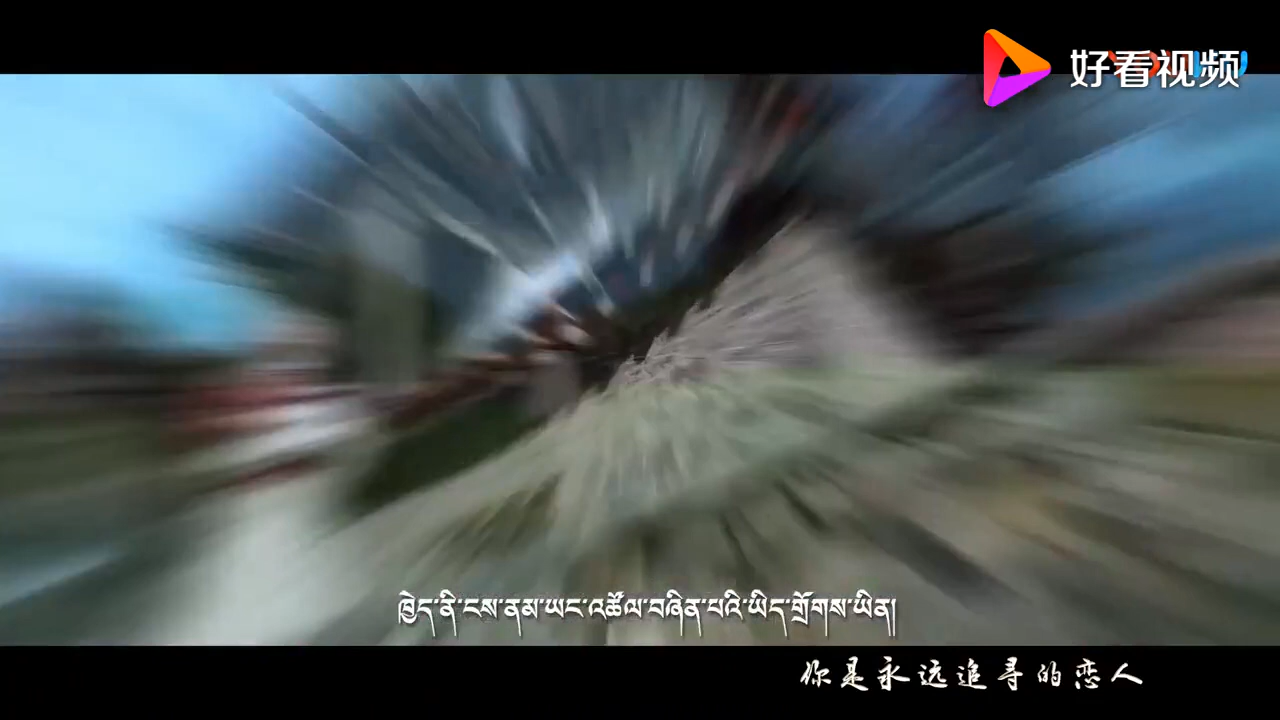 好看视频
ཁྱེད་ནི་ངས་ནམ་ཡང་འཚོལ་བཞིན་པའི་ཡིད་གྲོགས་ཡིན།
你是永远追寻的恋人